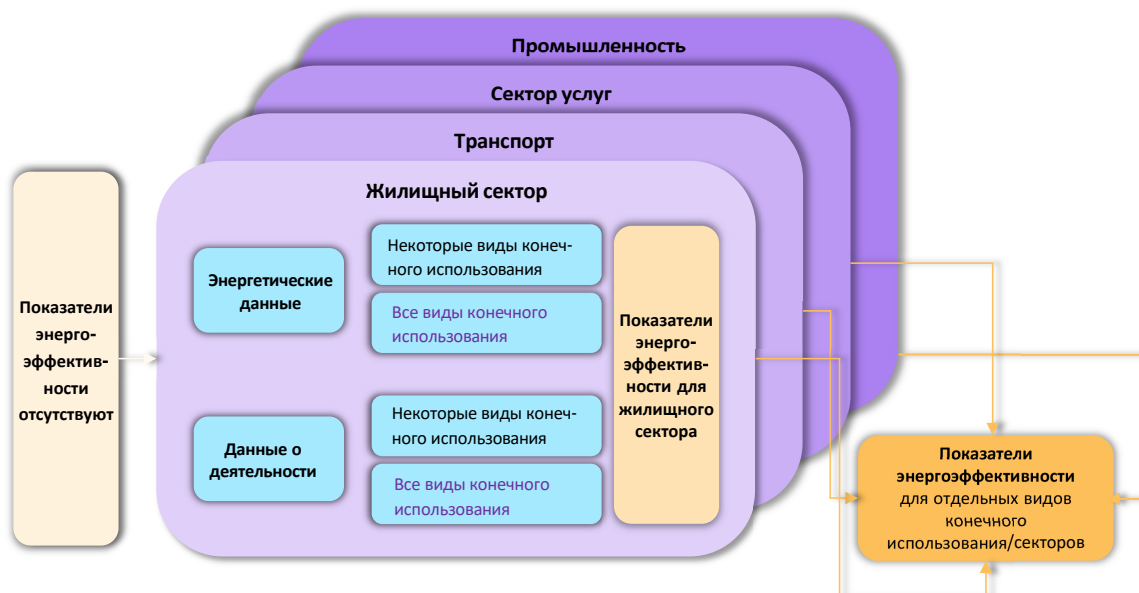 Промышленность
Сектор услуг
Транспорт
Жилищный сектор
Показатели
энерго-
эффектив-
ности
отсутствуют
Энергетические
данные
Некоторые виды конеч-
ного использования
Все виды конечного
использования
Данные о
деятельности
Некоторые виды конеч-
ного использования
Все виды конечного
использования
Показатели
энерго-
эффектив-
ности для
жилищного
сектора
Показатели
энергоэффективности
для отдельных видов
конечного
использования/секторов